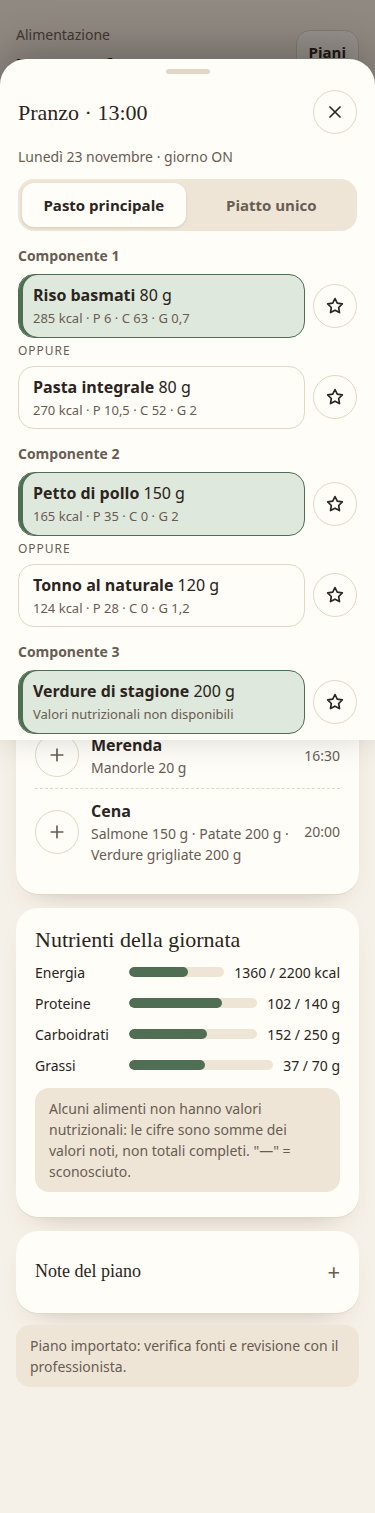 Alimentazione
Piani
Pranzo · 13:00
Lunedì 23 novembre · giorno ON
Pasto principale
Piatto unico
Componente 1
Riso basmati 80 g
285 kcal · P 6 · C 63 · G 0,7
OPPURE
Pasta integrale 80 g
270 kcal · P 10,5 · C 52 · G 2
Componente 2
Petto di pollo 150 g
165 kcal · P 35 · C 0 · G 2
OPPURE
Tonno al naturale 120 g
124 kcal · P 28 · C 0 · G 1,2
Componente 3
Verdure di stagione 200 g
Valori nutrizionali non disponibili
Merenda
Mandorle 20 g
16:30
Cena
Salmone 150 g · Patate 200 g ·
Verdure grigliate 200 g
20:00
Nutrienti della giornata
Energia 1360 / 2200 kcal
Proteine 102 / 140 g
Carboidrati 152 / 250 g
Grassi 37 / 70 g
Alcuni alimenti non hanno valori
nutrizionali: le cifre sono somme dei
valori noti, non totali completi. "—" =
sconosciuto.
Note del piano
Piano importato: verifica fonti e revisione con il
professionista.